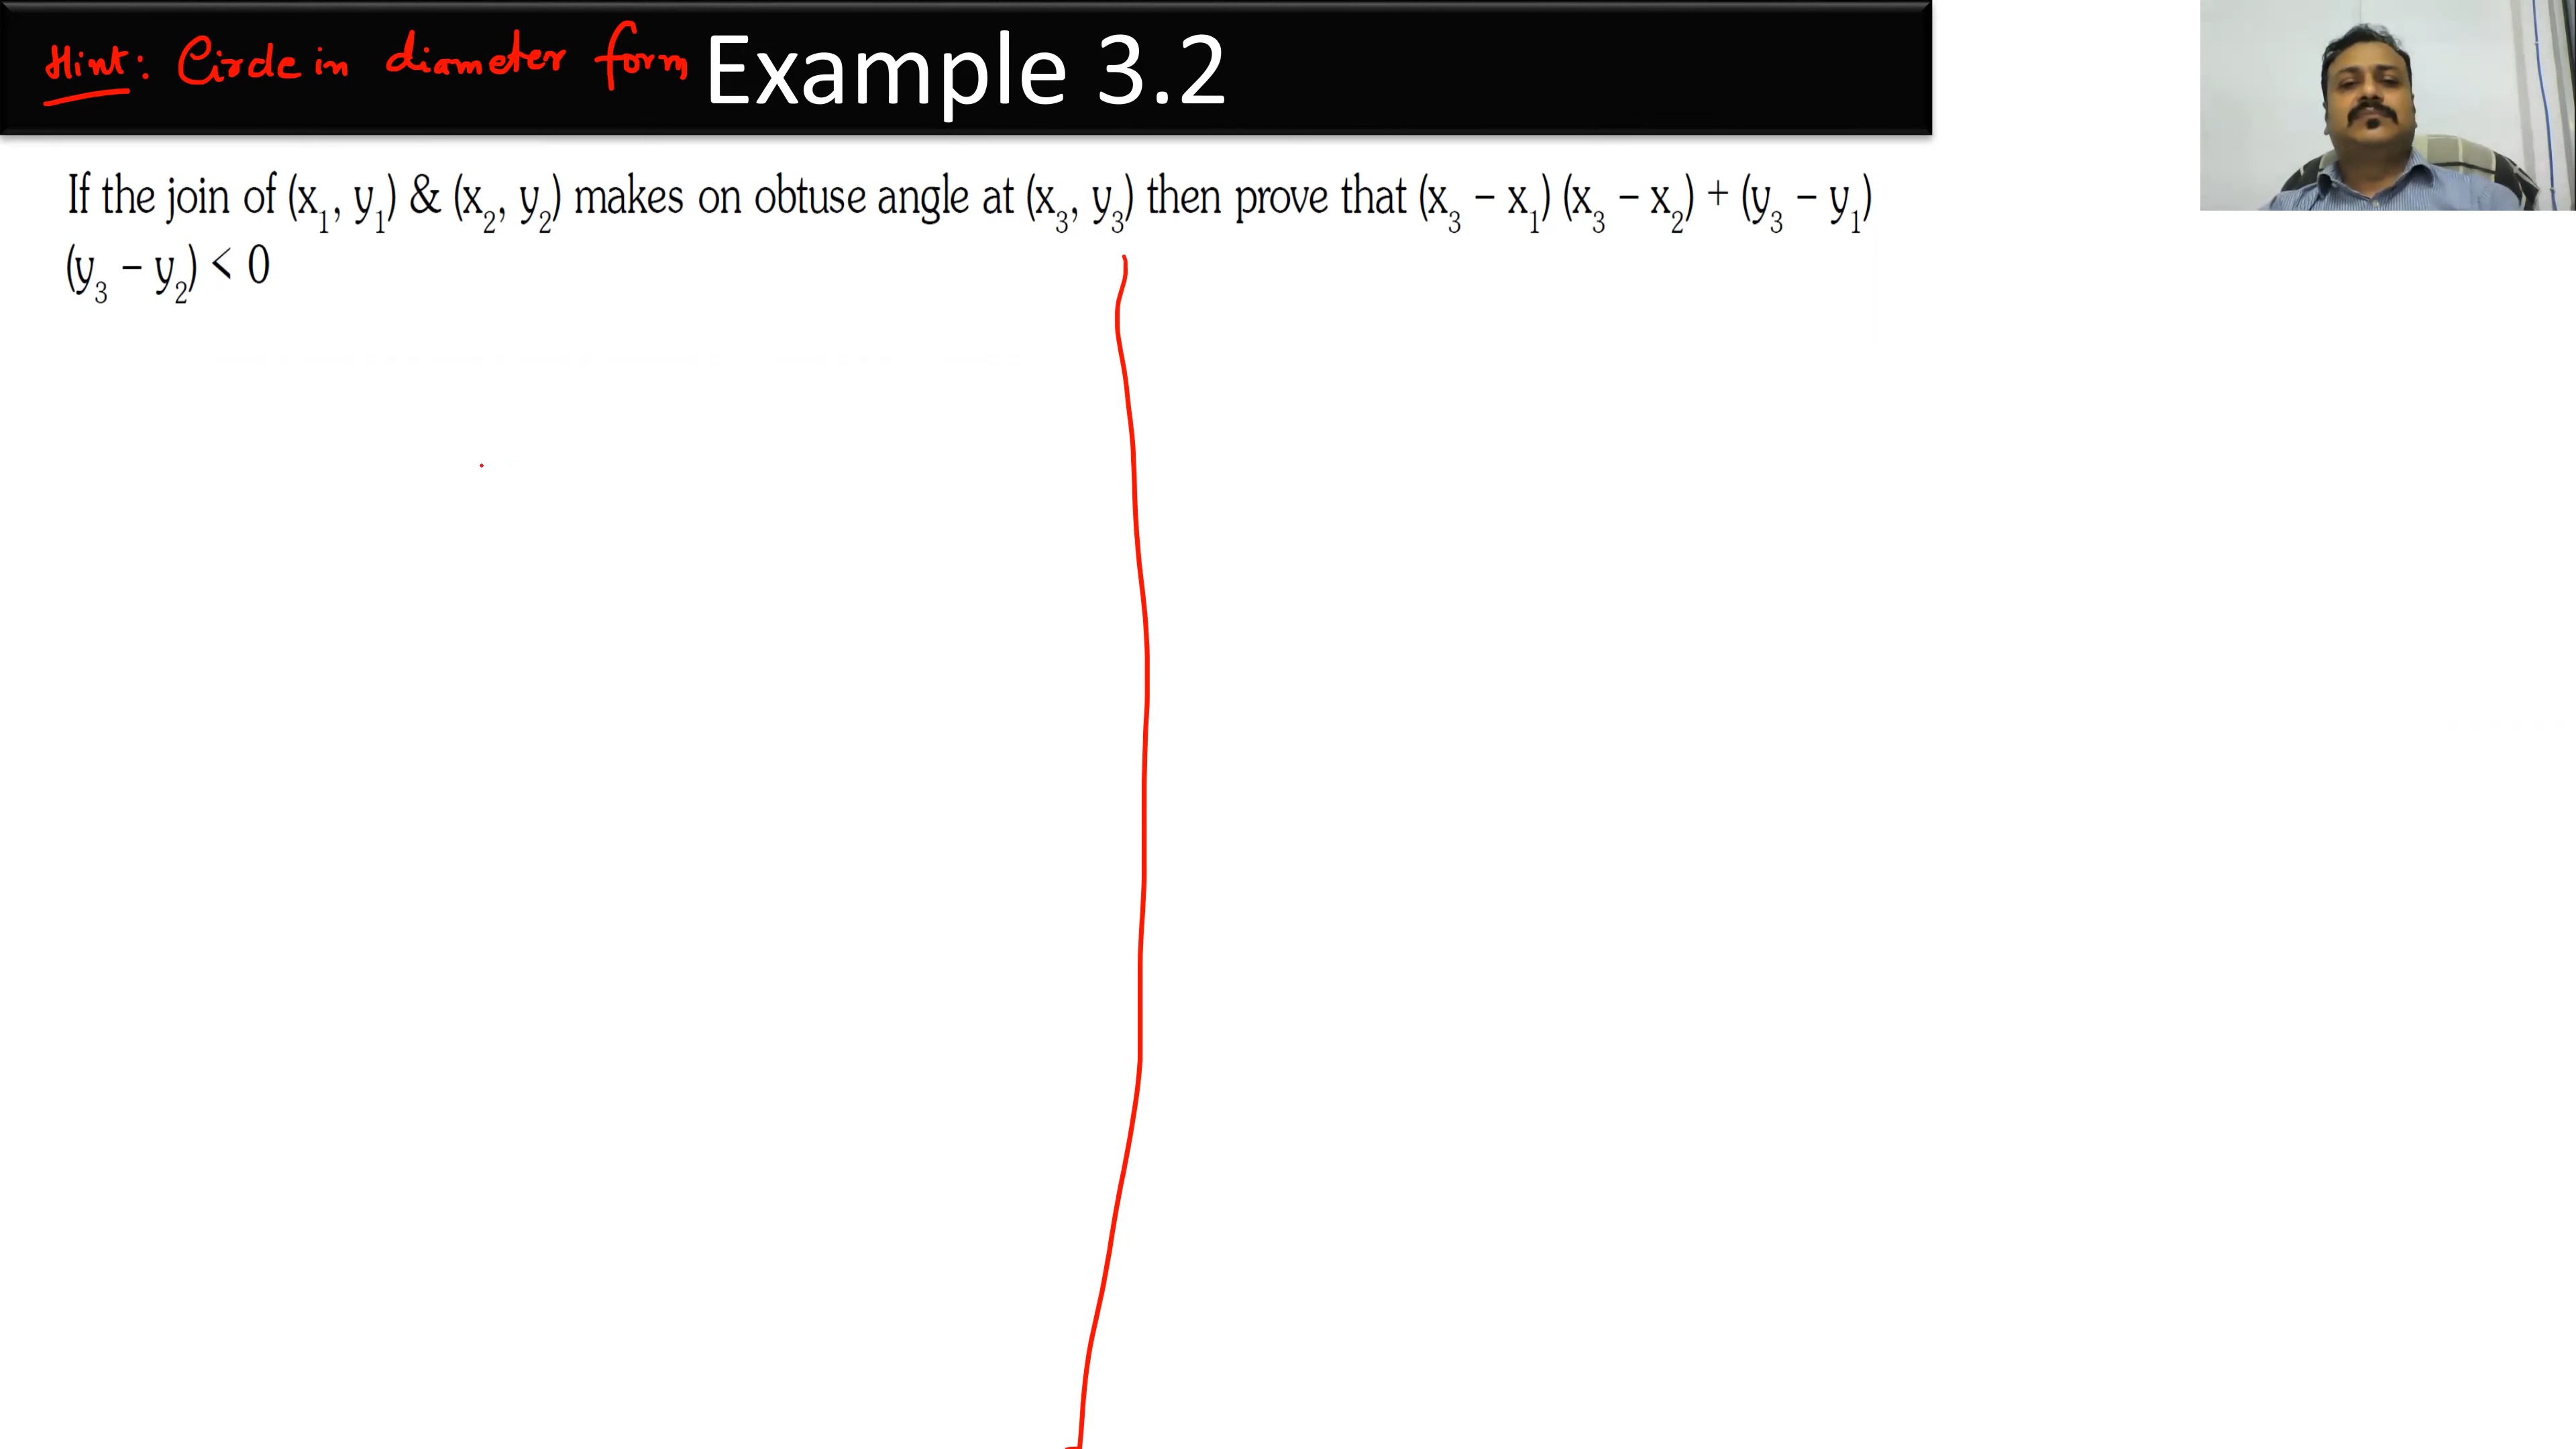 Hint: Circle in diameter form Example 3.2
If the join of (x₁, y₁) & (x₂, y₂) makes on obtuse angle at (x₃, y₃) then prove that (x₃ – x₁) (x₃ – x₂) + (y₃ – y₁)
(y₃ – y₂) < 0